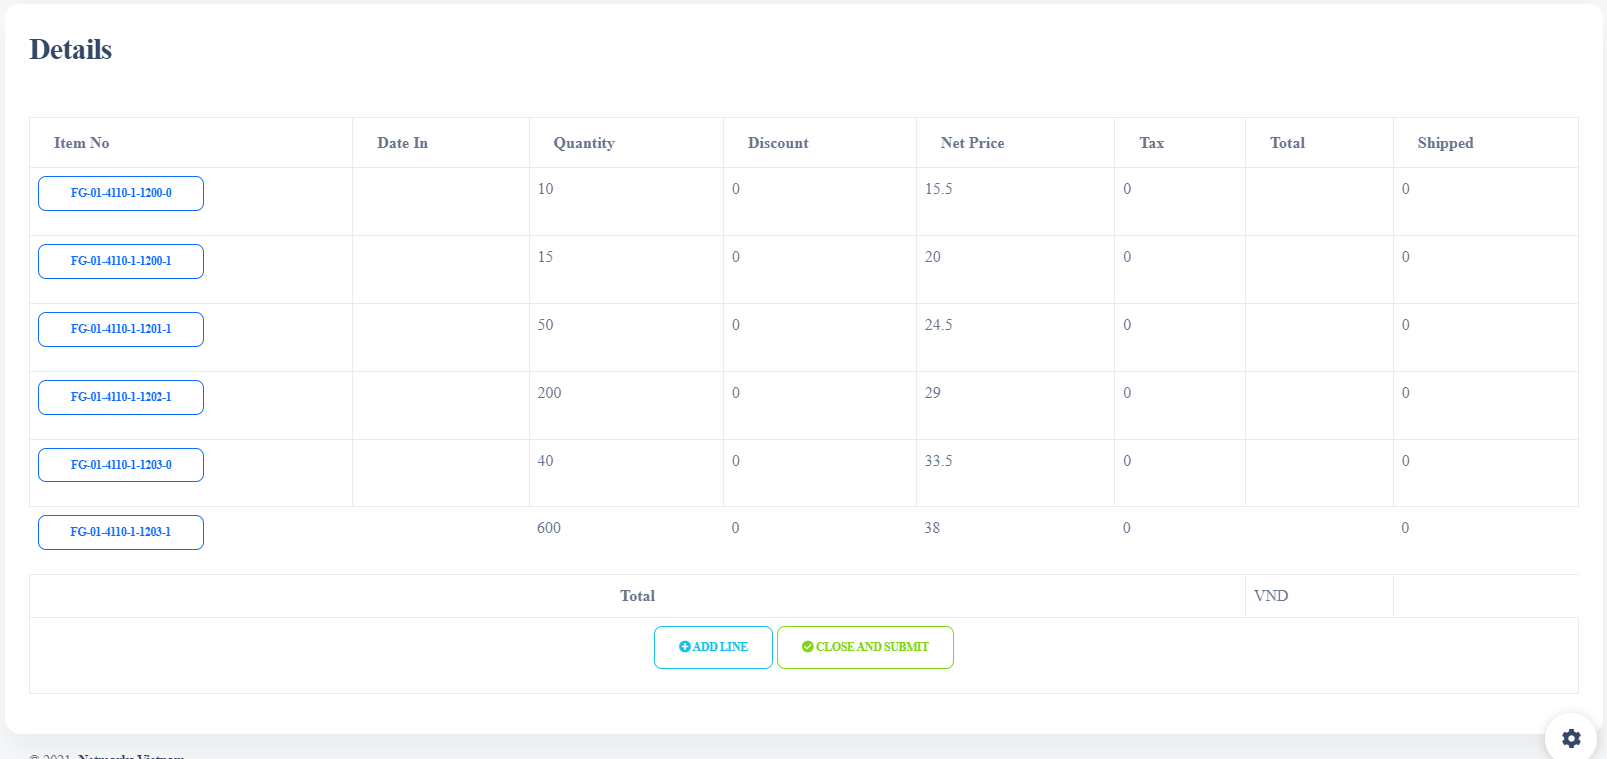 Details
Item No Date In Quantity Discount Net Price Tax Total Shipped
FG-01-4110-1-1200-0 10 0 15.5 0 0
FG-01-4110-1-1200-1 15 0 20 0 0
FG-01-4110-1-1201-1 50 0 24.5 0 0
FG-01-4110-1-1202-1 200 0 29 0 0
FG-01-4110-1-1203-0 40 0 33.5 0 0
FG-01-4110-1-1203-1 600 0 38 0 0
Total VND
ADD LINE CLOSE AND SUBMIT
© 2021, Networks Vietnam